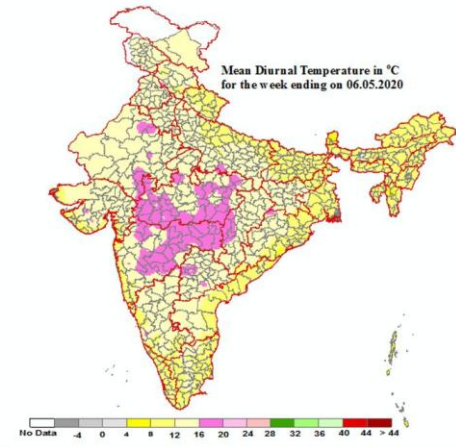 Mean Diurnal Temperature in °C
for the week ending on 06.05.2020
No Data -4 0 4 8 12 16 20 24 28 32 36 40 44 > 44